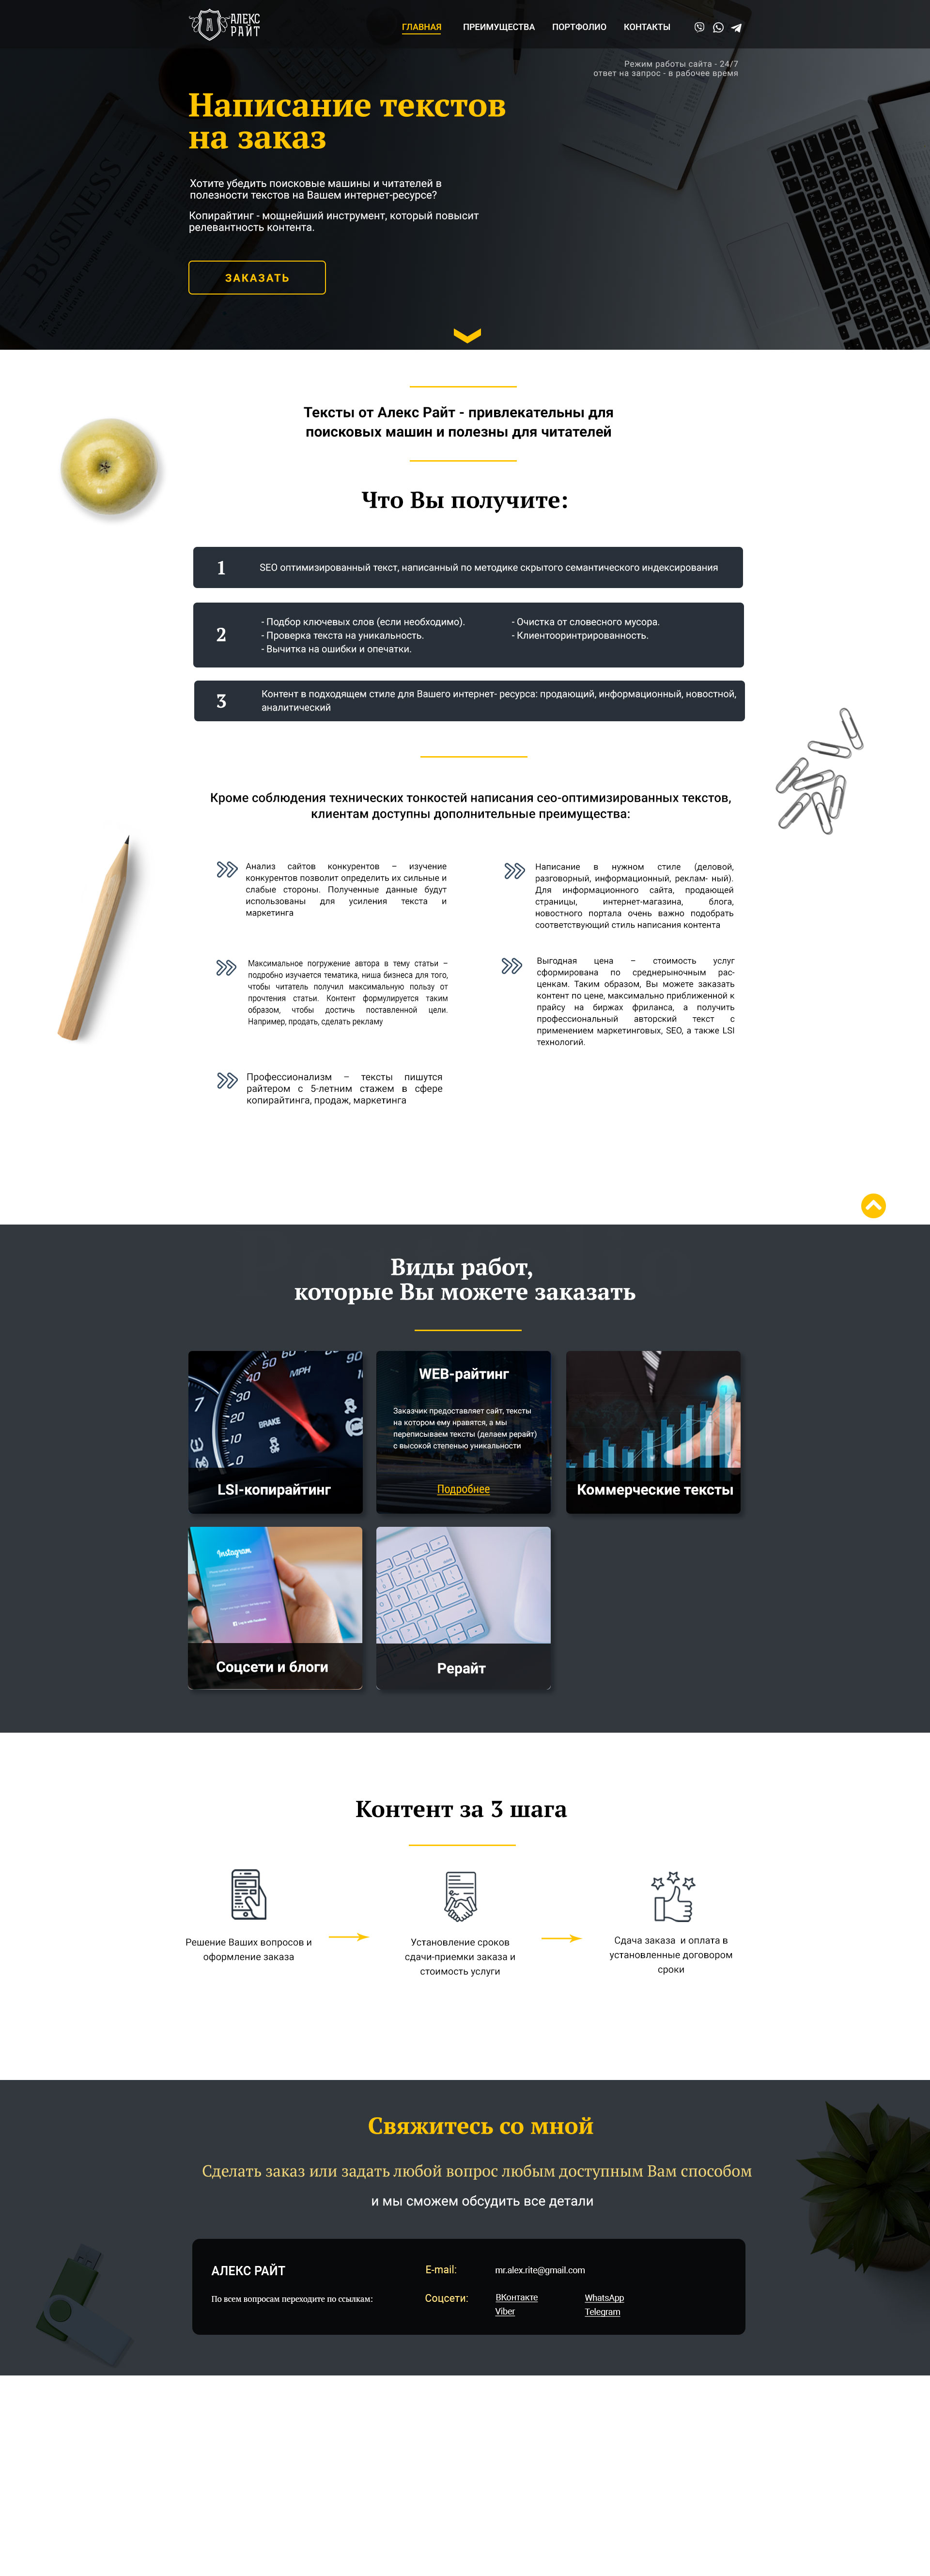 АЛЕКС
РАЙТ
ГЛАВНАЯ ПРЕИМУЩЕСТВА ПОРТФОЛИО КОНТАКТЫ
Режим работы сайта - 24/7
ответ на запрос - в рабочее время
Написание текстов
на заказ
Хотите убедить поисковые машины и читателей в
полезности текстов на Вашем интернет-ресурсе?
Копирайтинг - мощнейший инструмент, который повысит
релевантность контента.
BUSINESS
ЗАКАЗАТЬ
Тексты от Алекс Райт - привлекательны для
поисковых машин и полезны для читателей
Что Вы получите:
1
SEO оптимизированный текст, написанный по методике скрытого семантического индексирования
2
- Подбор ключевых слов (если необходимо).
- Проверка текста на уникальность.
- Вычитка на ошибки и опечатки.
- Очистка от словесного мусора.
- Клиентооринтрированность.
3
Контент в подходящем стиле для Вашего интернет- ресурса: продающий, информационный, новостной,
аналитический
Кроме соблюдения технических тонкостей написания сео-оптимизированных текстов,
клиентам доступны дополнительные преимущества:
Анализ сайтов конкурентов – изучение
конкурентов позволит определить их сильные и
слабые стороны. Полученные данные будут
использованы для усиления текста и
маркетинга
Написание в нужном стиле (деловой,
разговорный, информационный, реклам- ный).
Для информационного сайта, продающей
страницы, интернет-магазина, блога,
новостного портала очень важно подобрать
соответствующий стиль написания контента
Максимальное погружение автора в тему статьи –
подробно изучается тематика, ниша бизнеса для того,
чтобы читатель получил максимальную пользу от
прочтения статьи. Контент формулируется таким
образом, чтобы достичь поставленной цели.
Например, продать, сделать рекламу
Выгодная цена – стоимость услуг
сформирована по среднерыночным рас-
ценкам. Таким образом, Вы можете заказать
контент по цене, максимально приближенной к
прайсу на биржах фриланса, а получить
профессиональный авторский текст с
применением маркетинговых, SEO, а также LSI
технологий.
Профессионализм – тексты пишутся
райтером с 5-летним стажем в сфере
копирайтинга, продаж, маркетинга
Виды работ,
которые Вы можете заказать
7
10
20
30
40
50
60
70
80
90
MPH
BRAKE
LSI-копирайтинг
WEB-райтинг
Заказчик предоставляет сайт, тексты
на котором ему нравятся, а мы
переписываем тексты (делаем рерайт)
с высокой степенью уникальности
Подробнее
Коммерческие тексты
Instagram
Соцсети и блоги
Рерайт
Контент за 3 шага
Решение Ваших вопросов и
оформление заказа
Установление сроков
сдачи-приемки заказа и
стоимость услуги
Сдача заказа и оплата в
установленные договором
сроки
Свяжитесь со мной
Сделать заказ или задать любой вопрос любым доступным Вам способом
и мы сможем обсудить все детали
АЛЕКС РАЙТ
По всем вопросам переходите по ссылкам:
E-mail: mr.alex.rite@gmail.com
Соцсети:
ВКонтакте
Viber
WhatsApp
Telegram